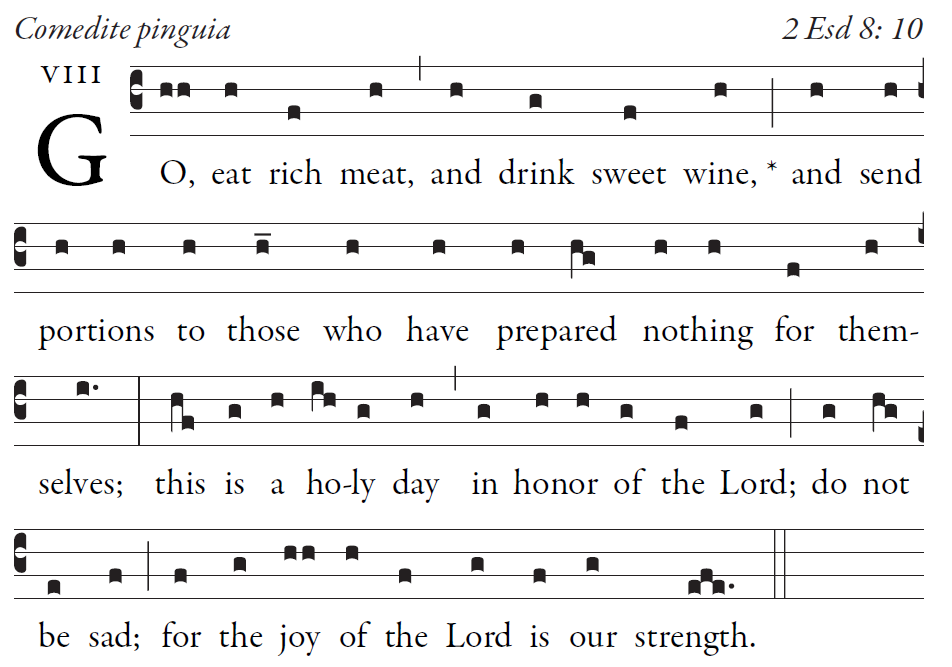 Comedite pinguia 2 Esd 8: 10
VIII
GO, eat rich meat, and drink sweet wine, * and send
portions to those who have prepared nothing for them-
selves; this is a ho-ly day in honor of the Lord; do not
be sad; for the joy of the Lord is our strength.